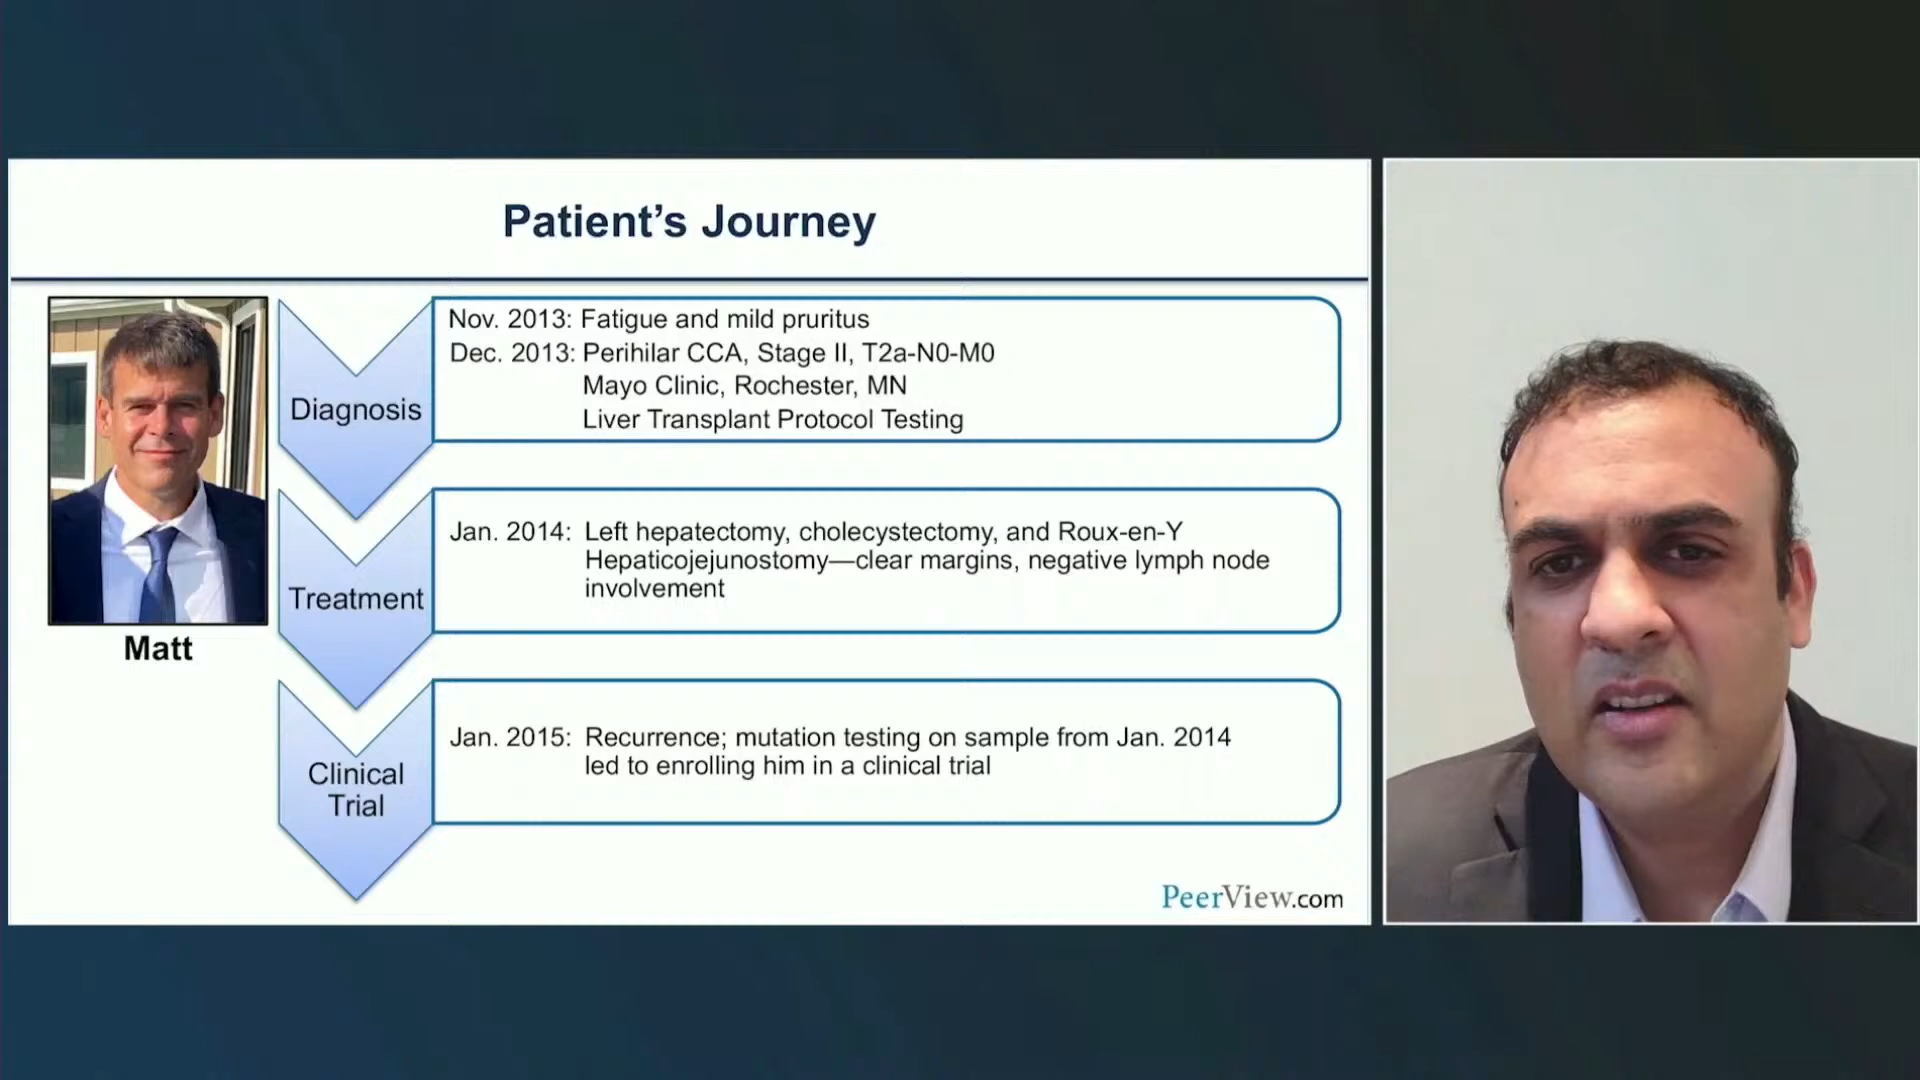 Patient's Journey
Matt
Diagnosis
Nov. 2013: Fatigue and mild pruritus
Dec. 2013: Perihilar CCA, Stage II, T2a-N0-M0
Mayo Clinic, Rochester, MN
Liver Transplant Protocol Testing
Treatment
Jan. 2014: Left hepatectomy, cholecystectomy, and Roux-en-Y
Hepaticojejunostomy—clear margins, negative lymph node
involvement
Clinical
Trial
Jan. 2015: Recurrence; mutation testing on sample from Jan. 2014
led to enrolling him in a clinical trial
PeerView.com